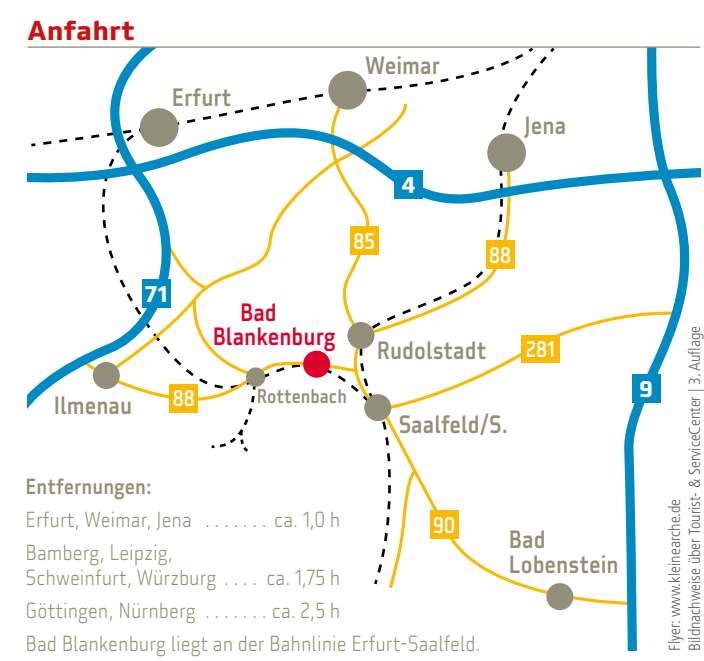 Anfahrt
Weimar
Erfurt
Jena
4
85
88
71
Bad
Blankenburg
Rudolstadt
281
9
Rottenbach
88
Ilmenau
Saalfeld/S.
90
Bad
Lobenstein
Entfernungen:
Erfurt, Weimar, Jena ....... ca. 1,0 h
Bamberg, Leipzig,
Schweinfurt, Würzburg .... ca. 1,75 h
Göttingen, Nürnberg ....... ca. 2,5 h
Bad Blankenburg liegt an der Bahnlinie Erfurt-Saalfeld.
Flyer: www.kleinearche.de
Bildnachweise über Tourist- & ServiceCenter | 3. Auflage